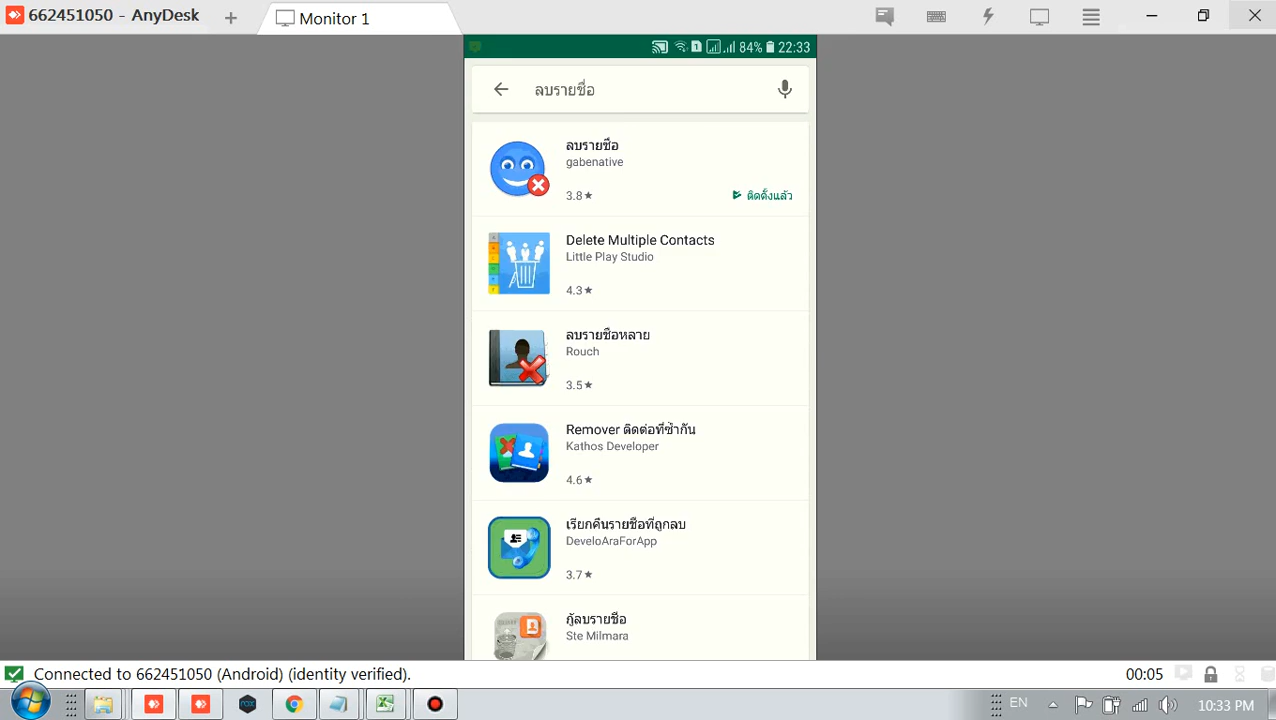 662451050 - AnyDesk
Monitor 1
1 84% 22:33
ลบรายชื่อ
ลบรายชื่อ
gabenative
3.8★
ติดตั้งแล้ว
Delete Multiple Contacts
Little Play Studio
4.3★
ลบรายชื่อหลาย
Rouch
3.5★
Remover ติดต่อที่ซ้ำกัน
Kathos Developer
4.6★
เรียกคืนรายชื่อที่ถูกลบ
DeveloAraForApp
3.7★
กู้ลบรายชื่อ
Ste Milmara
Connected to 662451050 (Android) (identity verified).
00:05
EN
10:33 PM